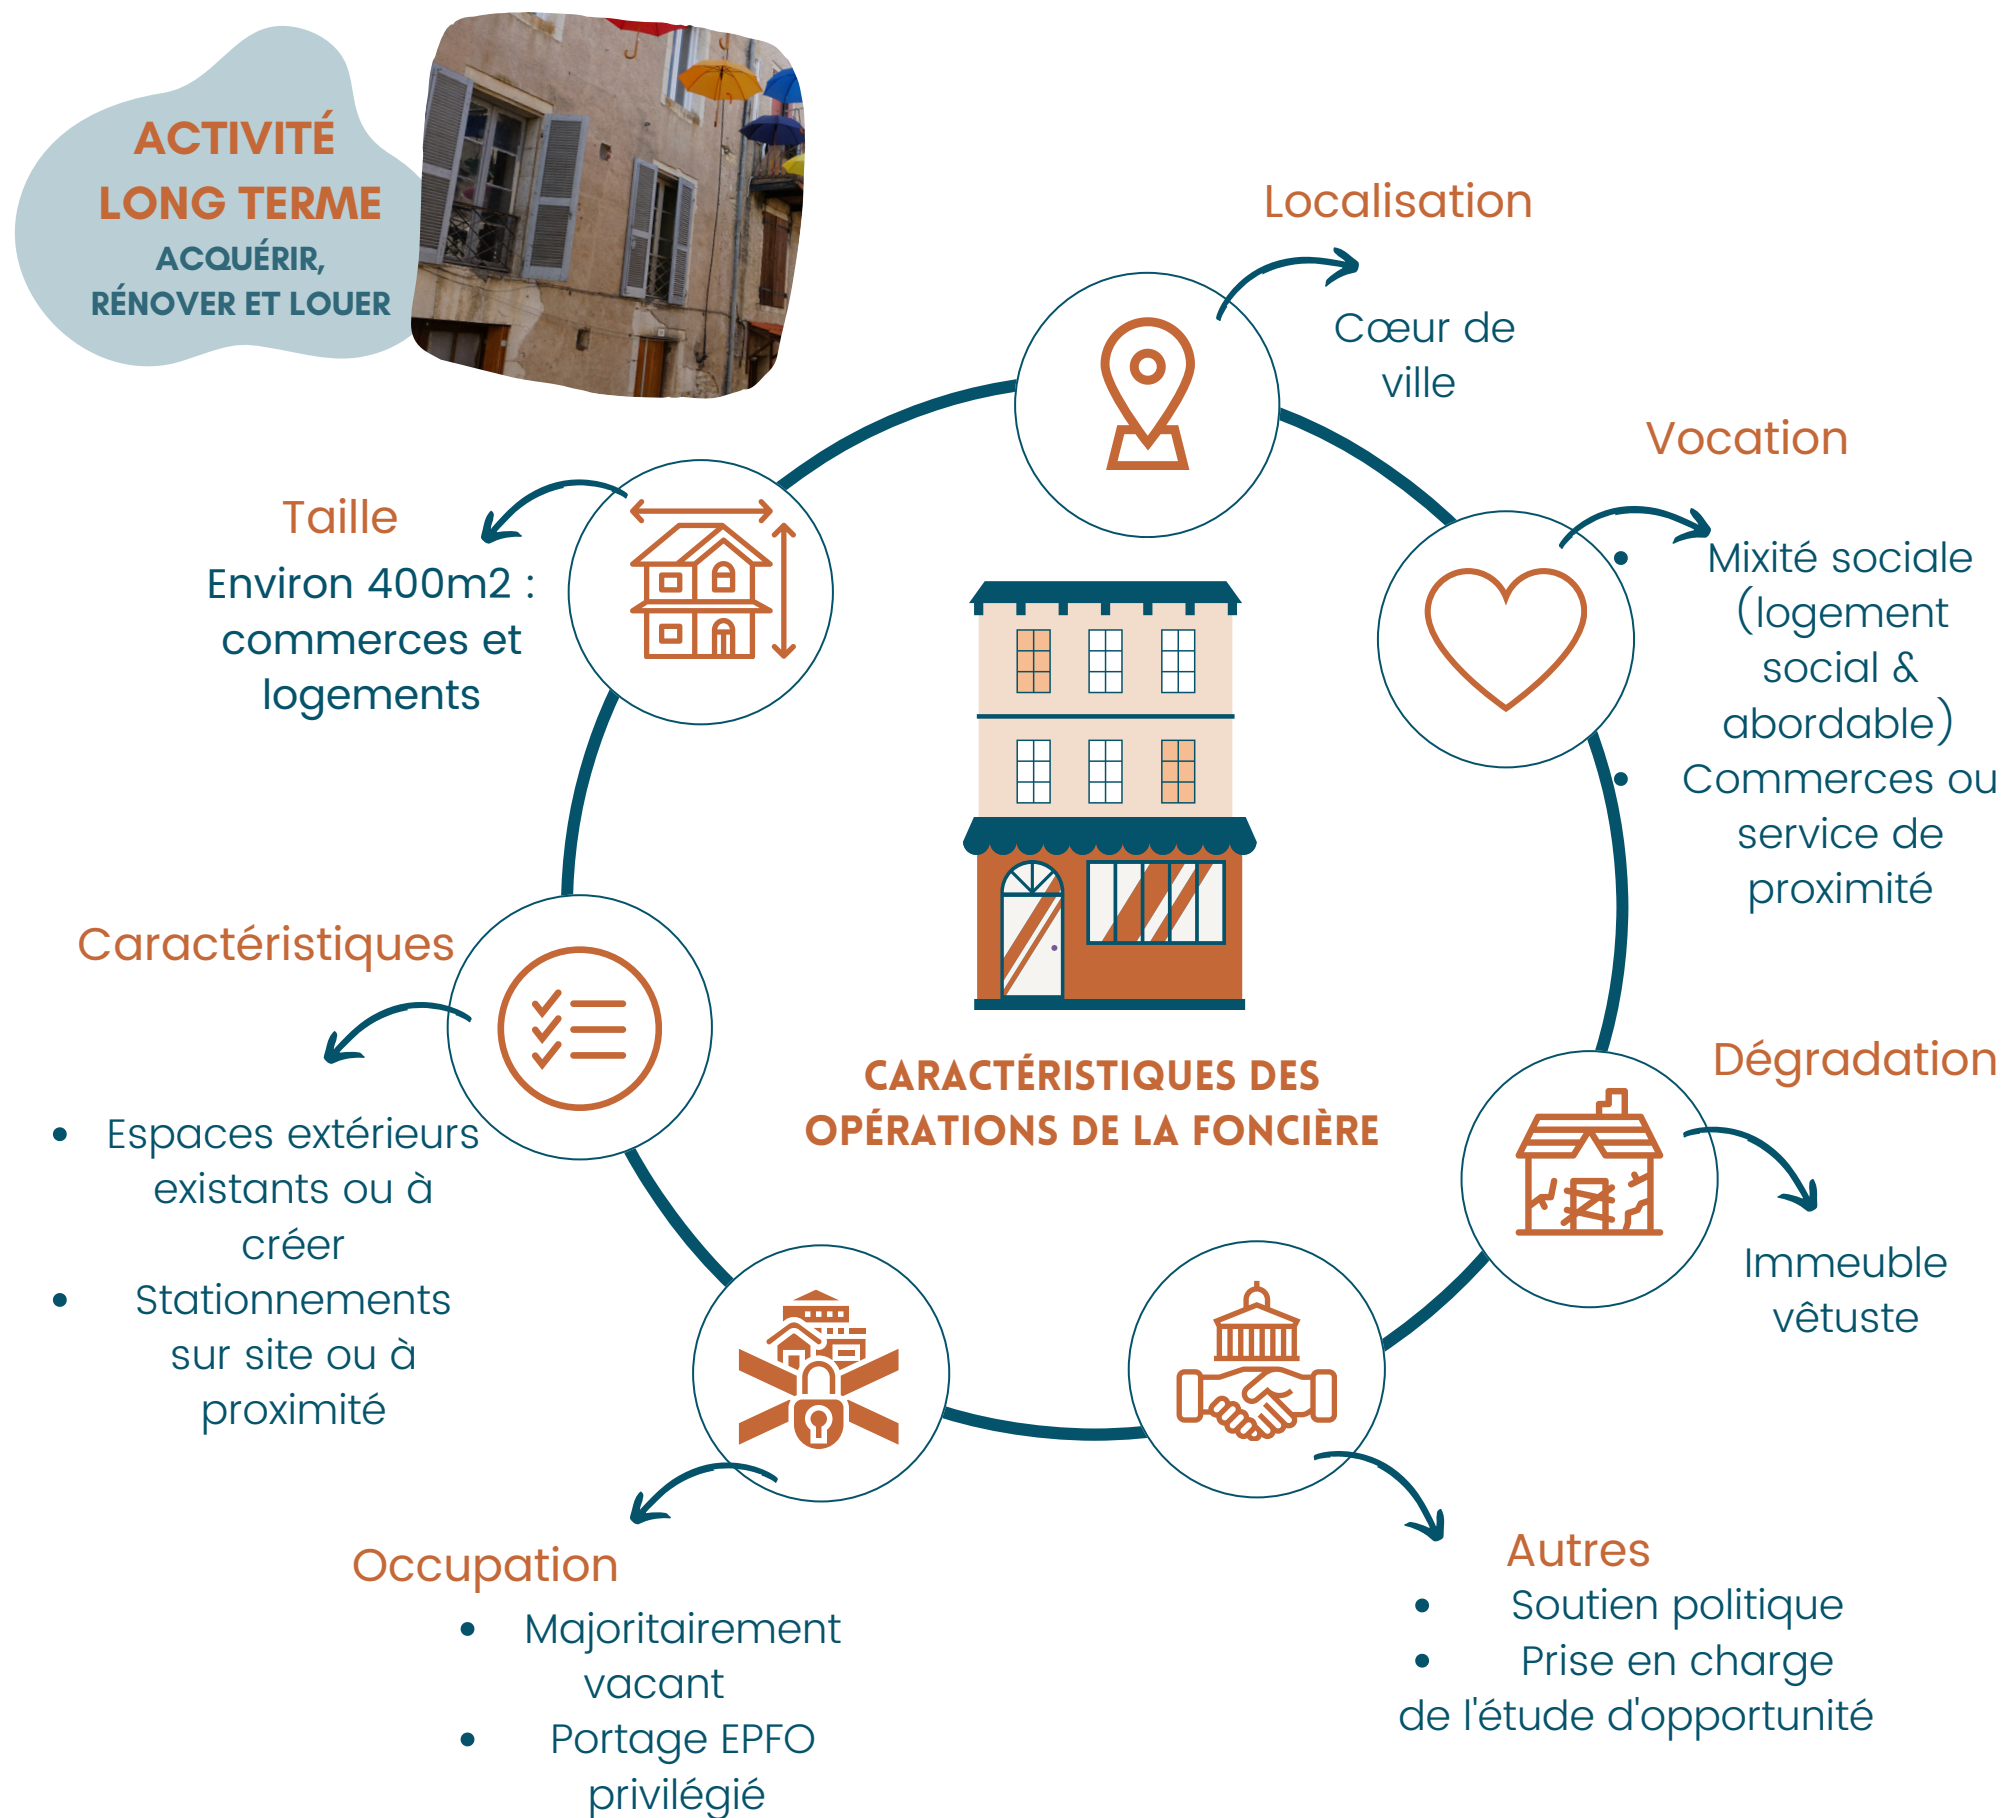 ACTIVITÉ
LONG TERME
ACQUÉRIR,
RÉNOVER ET LOUER
Localisation
Cœur de
ville
Vocation
• Mixité sociale
(logement
social &
abordable)
• Commerces ou
service de
proximité
Dégradation
Immeuble
vêtuste
Autres
• Soutien politique
• Prise en charge
de l'étude d'opportunité
Occupation
• Majoritairement
vacant
• Portage EPFO
privilégié
Caractéristiques
• Espaces extérieurs
existants ou à
créer
• Stationnements
sur site ou à
proximité
Taille
Environ 400m2 :
commerces et
logements
CARACTÉRISTIQUES DES
OPÉRATIONS DE LA FONCIÈRE